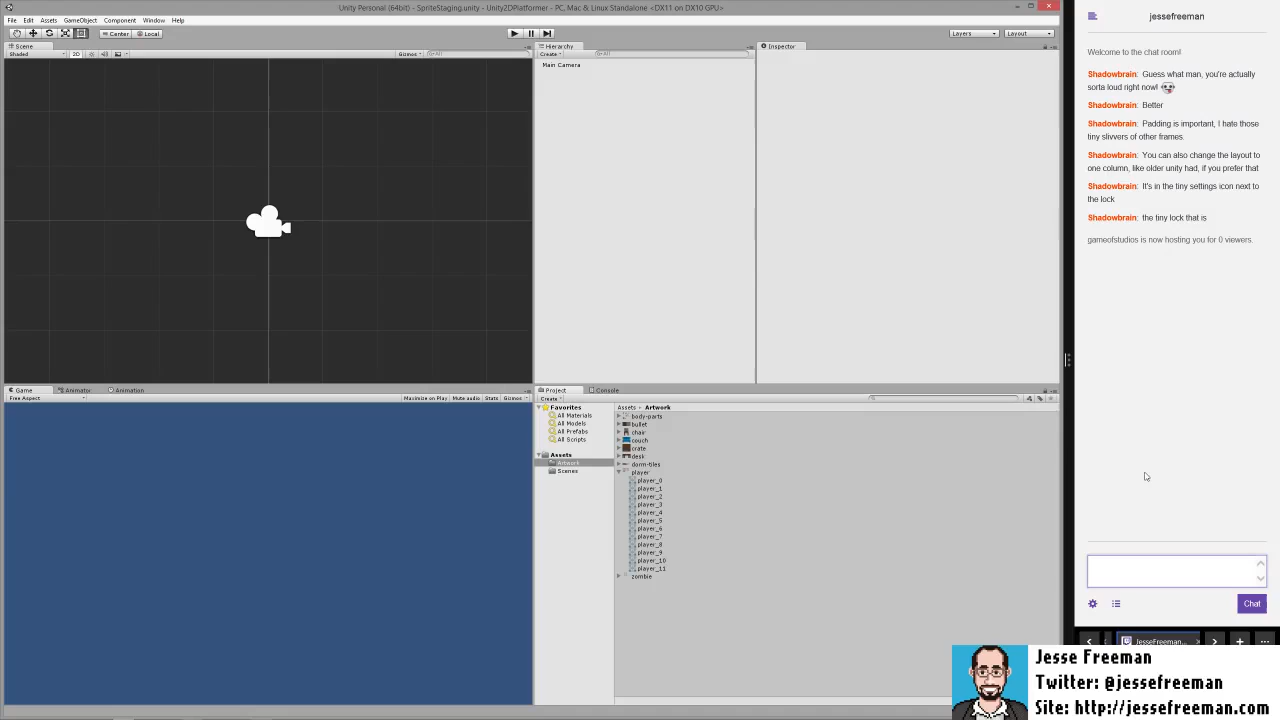 Unity Personal (64bit) - SpriteStaging.unity - Unity2DPlatformer - PC, Mac & Linux Standalone <DX11 on DX10 GPU>
File Edit Assets GameObject Component Window Help
Center Local Layers Layout
Scene
Shaded 2D Gizmos All
Hierarchy
Create All
Main Camera
Inspector
Game Animator Animation
Free Aspect Maximize on Play Mute audio Stats Gizmos
Project Console
Create
Favorites
All Materials
All Models
All Prefabs
All Scripts
Assets
Artwork
Scenes
Assets Artwork
body-parts
bullet
chair
couch
crate
desk
dorm-tiles
player
player_0
player_1
player_2
player_3
player_4
player_5
player_6
player_7
player_8
player_9
player_10
player_11
zombie
jessefreeman
Welcome to the chat room!
Shadowbrain: Guess what man, you're actually
sorta loud right now!
Shadowbrain: Better
Shadowbrain: Padding is important, I hate those
tiny slivvers of other frames.
Shadowbrain: You can also change the layout to
one column, like older unity had, if you prefer that
Shadowbrain: It's in the tiny settings icon next to
the lock
Shadowbrain: the tiny lock that is
gameofstudios is now hosting you for 0 viewers.
Chat
JesseFreeman...
Jesse Freeman
Twitter: @jessefreeman
Site: http://jessefreeman.com